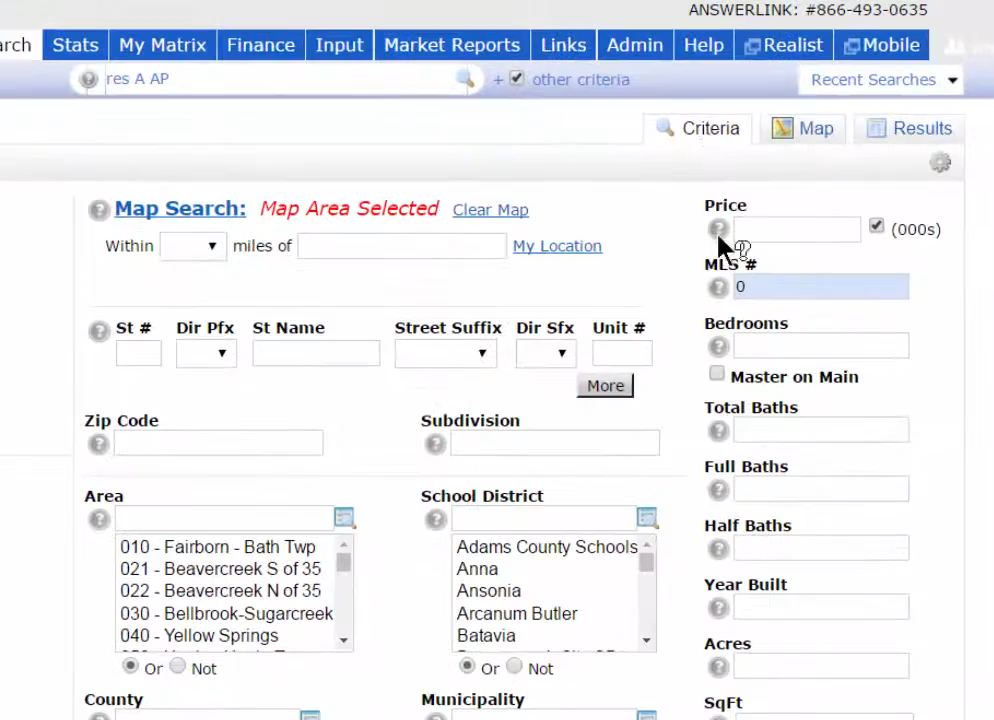 ANSWERLINK: #866-493-0635
arch Stats My Matrix Finance Input Market Reports Links Admin Help Realist Mobile
res A AP + other criteria Recent Searches
Criteria Map Results
Map Search: Map Area Selected Clear Map
Within miles of My Location
St # Dir Pfx St Name Street Suffix Dir Sfx Unit #
More
Zip Code Subdivision
Area School District
010 - Fairborn - Bath Twp
021 - Beavercreek S of 35
022 - Beavercreek N of 35
030 - Bellbrook-Sugarcreek
040 - Yellow Springs
Or Not
Adams County Schools
Anna
Ansonia
Arcanum Butler
Batavia
Or Not
County Municipality
Price
(000s)
MLS #
0
Bedrooms
Master on Main
Total Baths
Full Baths
Half Baths
Year Built
Acres
SqFt